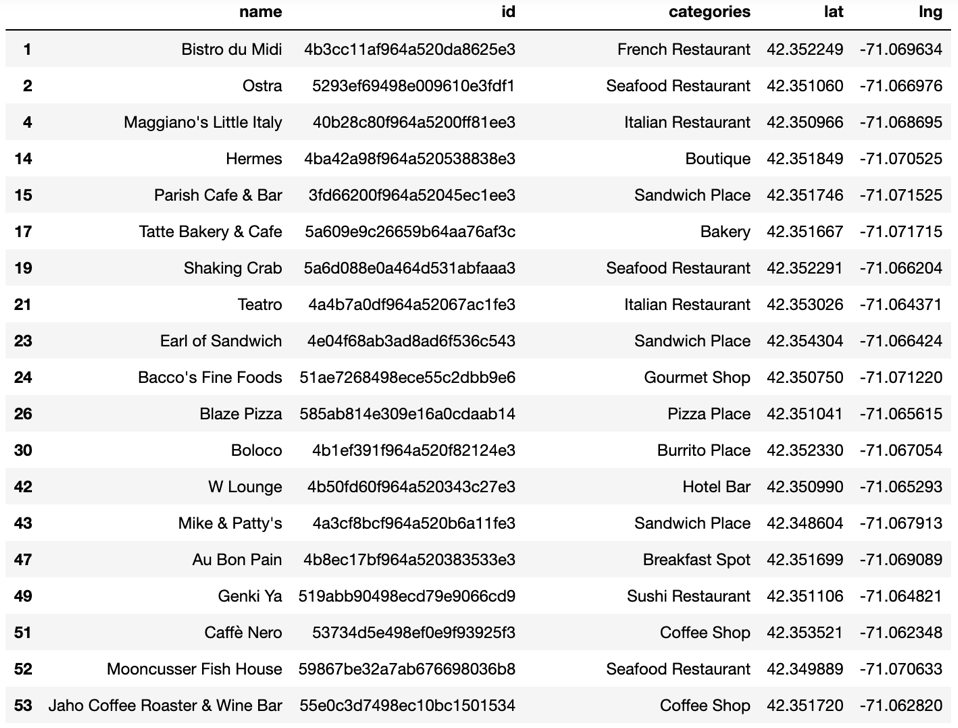 name id categories lat lng
1 Bistro du Midi 4b3cc11af964a520da8625e3 French Restaurant 42.352249 -71.069634
2 Ostra 5293ef69498e009610e3fdf1 Seafood Restaurant 42.351060 -71.066976
4 Maggiano's Little Italy 40b28c80f964a5200ff81ee3 Italian Restaurant 42.350966 -71.068695
14 Hermes 4ba42a98f964a520538838e3 Boutique 42.351849 -71.070525
15 Parish Cafe & Bar 3fd66200f964a52045ec1ee3 Sandwich Place 42.351746 -71.071525
17 Tatte Bakery & Cafe 5a609e9c26659b64aa76af3c Bakery 42.351667 -71.071715
19 Shaking Crab 5a6d088e0a464d531abfaaa3 Seafood Restaurant 42.352291 -71.066204
21 Teatro 4a4b7a0df964a52067ac1fe3 Italian Restaurant 42.353026 -71.064371
23 Earl of Sandwich 4e04f68ab3ad8ad6f536c543 Sandwich Place 42.354304 -71.066424
24 Bacco's Fine Foods 51ae7268498ece55c2dbb9e6 Gourmet Shop 42.350750 -71.071220
26 Blaze Pizza 585ab814e309e16a0cdaab14 Pizza Place 42.351041 -71.065615
30 Boloco 4b1ef391f964a520f82124e3 Burrito Place 42.352330 -71.067054
42 W Lounge 4b50fd60f964a520343c27e3 Hotel Bar 42.350990 -71.065293
43 Mike & Patty's 4a3cf8bcf964a520b6a11fe3 Sandwich Place 42.348604 -71.067913
47 Au Bon Pain 4b8ec17bf964a520383533e3 Breakfast Spot 42.351699 -71.069089
49 Genki Ya 519abb90498ecd79e9066cd9 Sushi Restaurant 42.351106 -71.064821
51 Caffè Nero 53734d5e498ef0e9f93925f3 Coffee Shop 42.353521 -71.062348
52 Mooncusser Fish House 59867be32a7ab676698036b8 Seafood Restaurant 42.349889 -71.070633
53 Jaho Coffee Roaster & Wine Bar 55e0c3d7498ec10bc1501534 Coffee Shop 42.351720 -71.062820